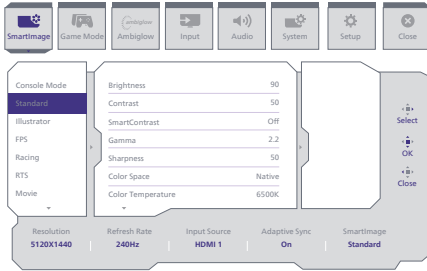 SmartImage
Game Mode
ambiglow
Ambiglow
Input
Audio
System
Setup
Close
Console Mode
Standard
Illustrator
FPS
Racing
RTS
Movie
Brightness 90
Contrast 50
SmartContrast Off
Gamma 2.2
Sharpness 50
Color Space Native
Color Temperature 6500K
Select
OK
Close
Resolution Refresh Rate Input Source Adaptive Sync SmartImage
5120X1440 240Hz HDMI 1 On Standard